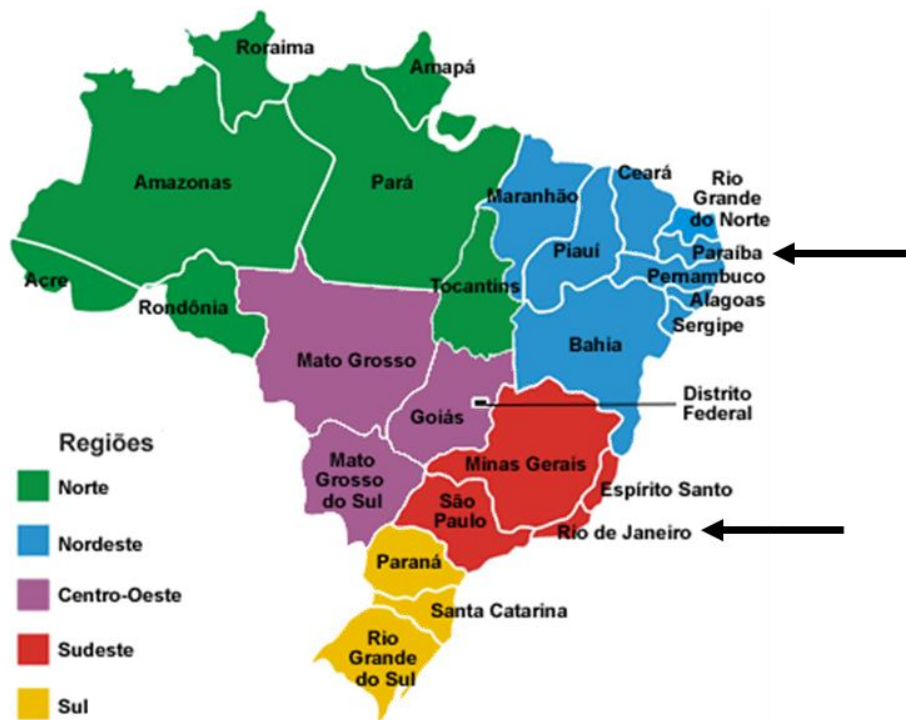 Roraima
Amapá
Amazonas
Pará
Maranhão
Ceará
Rio
Grande
do Norte
Piauí
Paraíba
Pernambuco
Alagoas
Sergipe
Acre
Rondônia
Tocantins
Bahia
Mato Grosso
Goiás
Distrito
Federal
Mato
Grosso
do Sul
Minas Gerais
Espírito Santo
São
Paulo
Rio de Janeiro
Paraná
Santa Catarina
Rio
Grande
do Sul
Regiões
Norte
Nordeste
Centro-Oeste
Sudeste
Sul